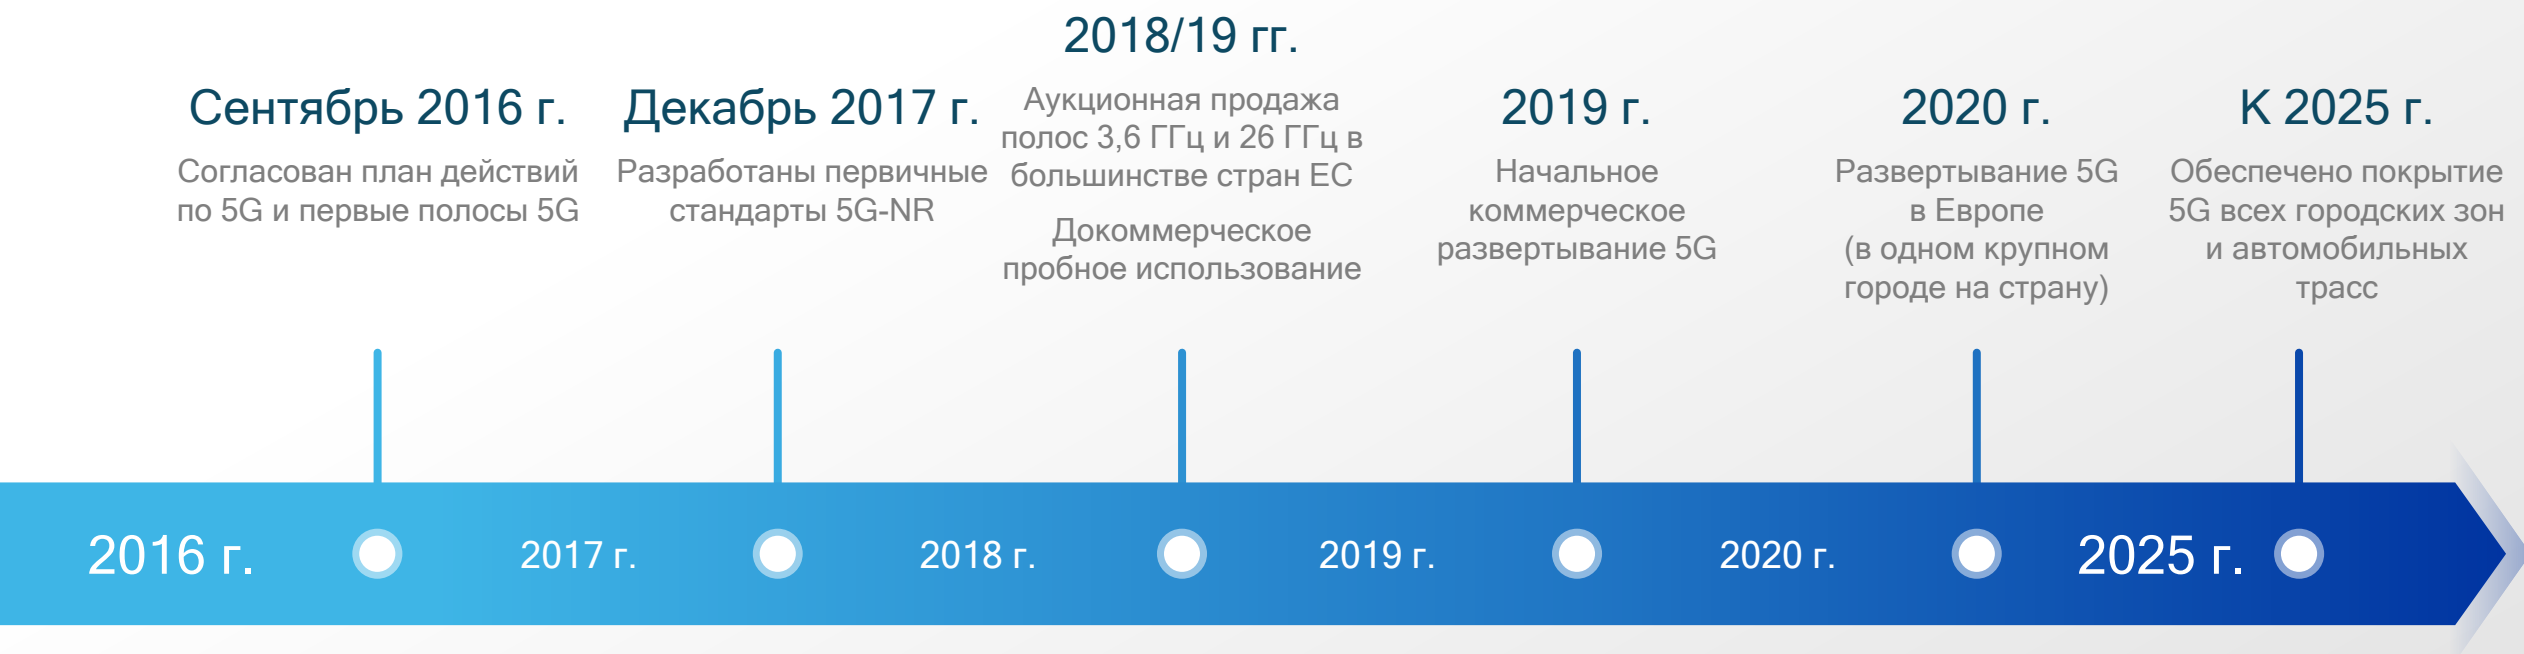 Сентябрь 2016 г.
Согласован план действий
по 5G и первые полосы 5G
Декабрь 2017 г.
Разработаны первичные
стандарты 5G-NR
2018/19 гг.
Аукционная продажа
полос 3,6 ГГц и 26 ГГц в
большинстве стран ЕС
Докоммерческое
пробное использование
2019 г.
Начальное
коммерческое
развертывание 5G
2020 г.
Развертывание 5G
в Европе
(в одном крупном
городе на страну)
К 2025 г.
Обеспечено покрытие
5G всех городских зон
и автомобильных
трасс
2016 г.
2017 г.
2018 г.
2019 г.
2020 г.
2025 г.